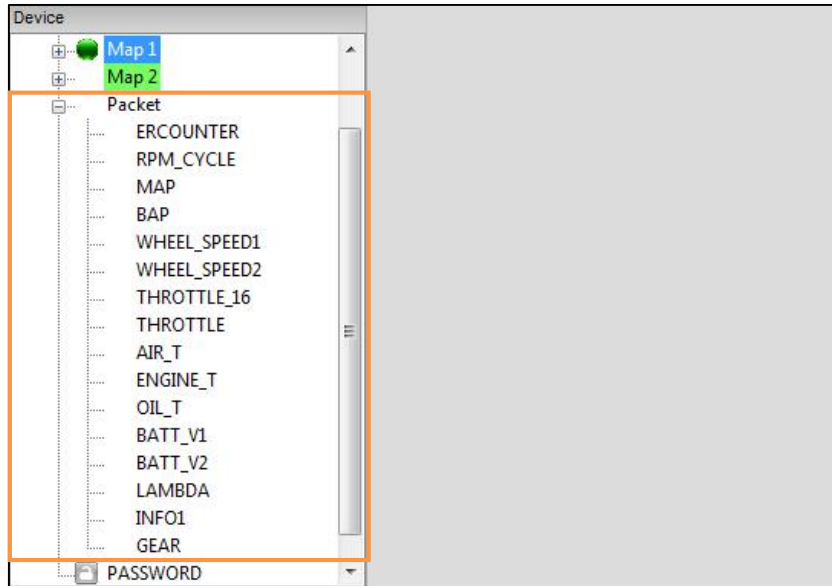 Device
Map 1
Map 2
Packet
ERCOUNTER
RPM_CYCLE
MAP
BAP
WHEEL_SPEED1
WHEEL_SPEED2
THROTTLE_16
THROTTLE
AIR_T
ENGINE_T
OIL_T
BATT_V1
BATT_V2
LAMBDA
INFO1
GEAR
PASSWORD